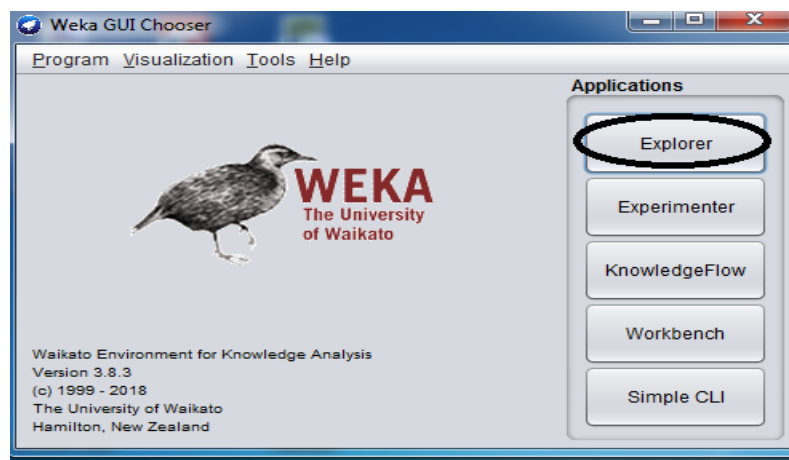 Weka GUI Chooser
Program Visualization Tools Help
Applications
Explorer
Experimenter
KnowledgeFlow
Workbench
Simple CLI
WEKA
The University
of Waikato
Waikato Environment for Knowledge Analysis
Version 3.8.3
(c) 1999 - 2018
The University of Waikato
Hamilton, New Zealand